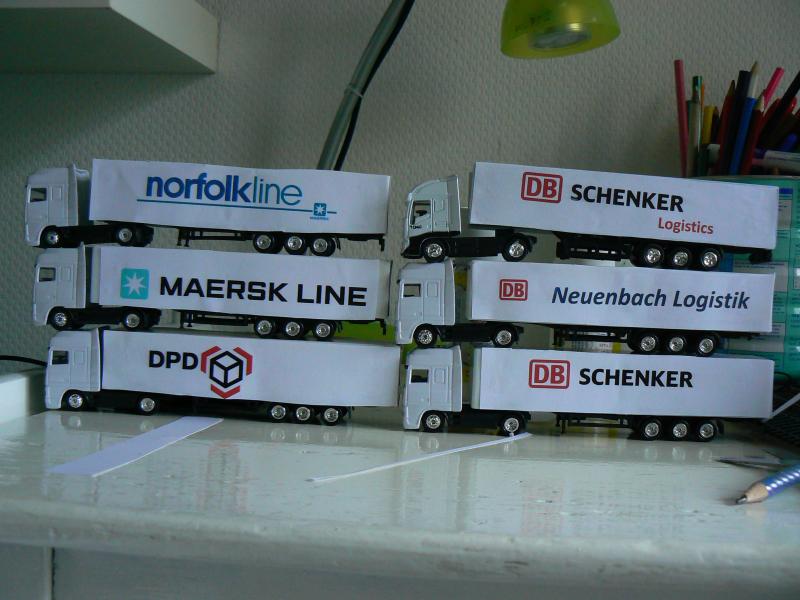 norfolkline
MAERSK LINE
DPD
DB SCHENKER
Logistics
DB Neuenbach Logistik
DB SCHENKER